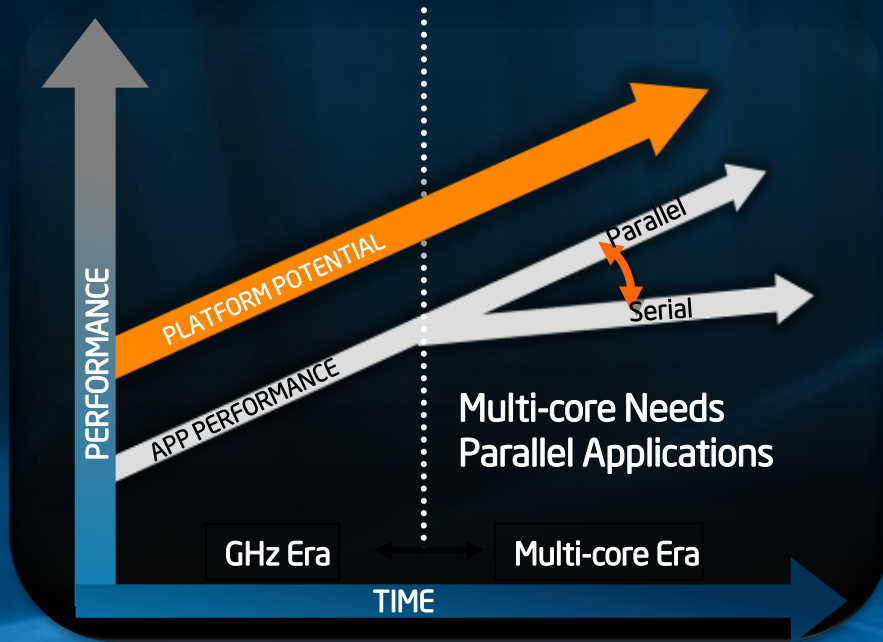 PERFORMANCE
PLATFORM POTENTIAL
APP PERFORMANCE
Parallel
Serial
Multi-core Needs
Parallel Applications
GHz Era
Multi-core Era
TIME